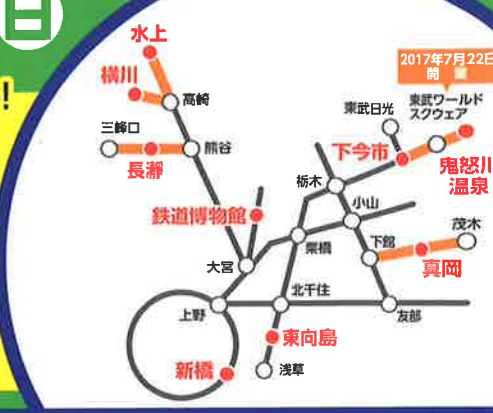 日
!
水上
横川
高崎
三峰口
長瀞
熊谷
鉄道博物館
大宮
上野
新橋
2017年7月22日
開　業
東武ワールド
スクウェア
東武日光
下今市
鬼怒川
温泉
栃木
小山
栗橋
下館
茂木
真岡
北千住
友部
東向島
浅草